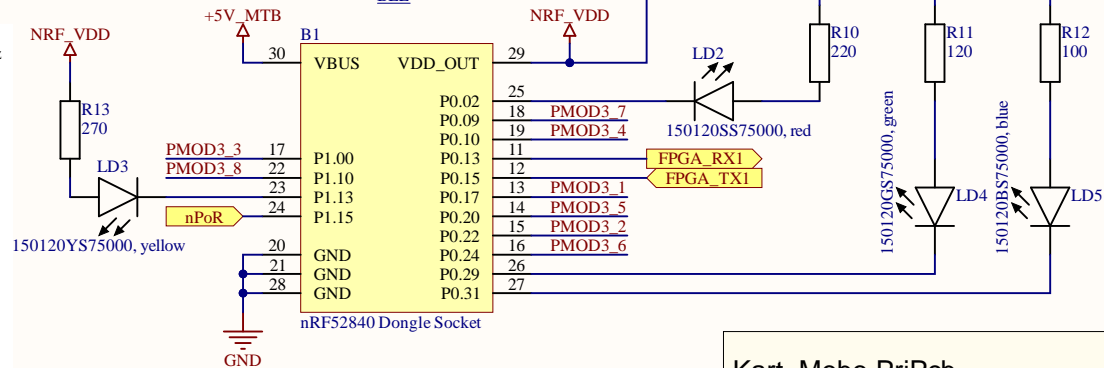 +5V_MTB
NRF_VDD
NRF_VDD
B1
R10
220
R11
120
R12
100
30
VBUS
VDD_OUT
29
LD2
R13
270
P0.02
25
150120SS75000, red
P0.09
18
PMOD3_7
P0.10
19
PMOD3_4
PMOD3_3
17
P1.00
P0.13
11
FPGA_RX1
LD3
PMOD3_8
22
P1.10
P0.15
12
FPGA_TX1
23
P1.13
P0.17
13
PMOD3_1
nPoR
24
P1.15
P0.20
14
PMOD3_5
P0.22
15
PMOD3_2
150120YS75000, yellow
20
GND
P0.24
16
PMOD3_6
21
GND
P0.29
26
28
GND
P0.31
27
150120GS75000, green
LD4
150120BS75000, blue
LD5
nRF52840 Dongle Socket
GND